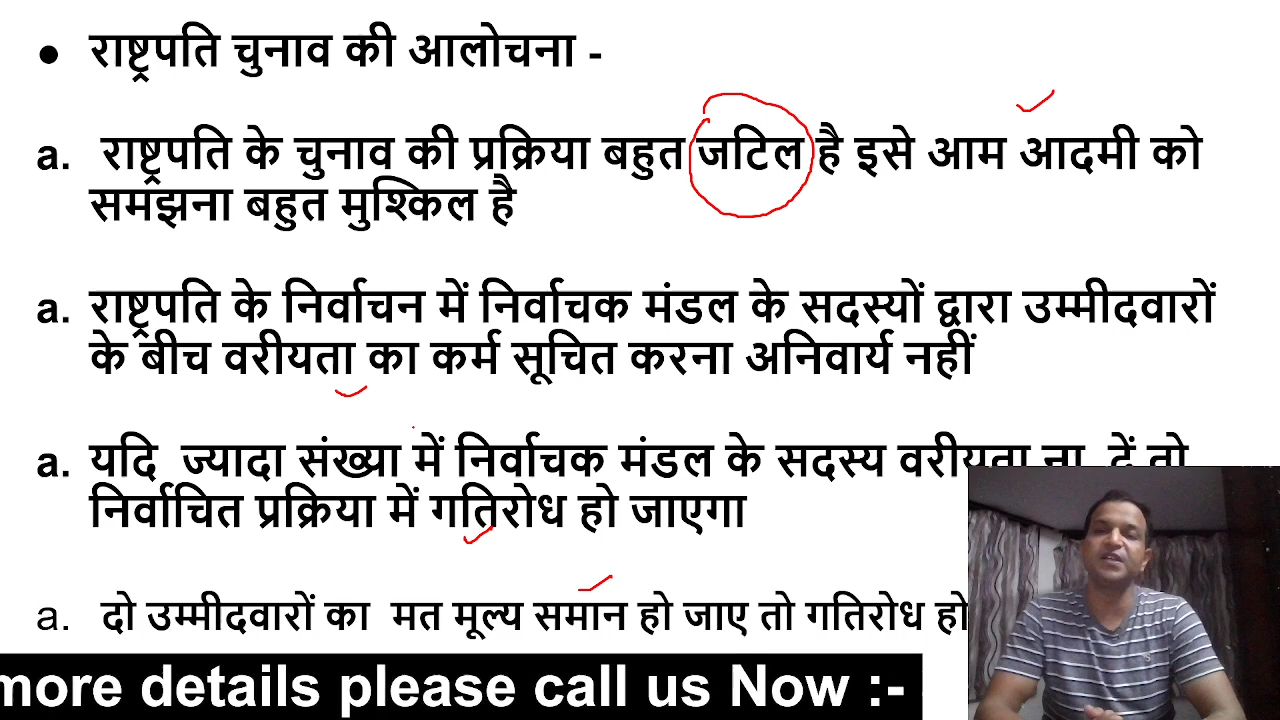 ● राष्ट्रपति चुनाव की आलोचना -
a. राष्ट्रपति के चुनाव की प्रक्रिया बहुत जटिल है इसे आम आदमी को
समझना बहुत मुश्किल है
a. राष्ट्रपति के निर्वाचन में निर्वाचक मंडल के सदस्यों द्वारा उम्मीदवारों
के बीच वरीयता का कर्म सूचित करना अनिवार्य नहीं
a. यदि ज्यादा संख्या में निर्वाचक मंडल के सदस्य वरीयता ना दें तो
निर्वाचित प्रक्रिया में गतिरोध हो जाएगा
a. दो उम्मीदवारों का मत मूल्य समान हो जाए तो गतिरोध हो
more details please call us Now :-